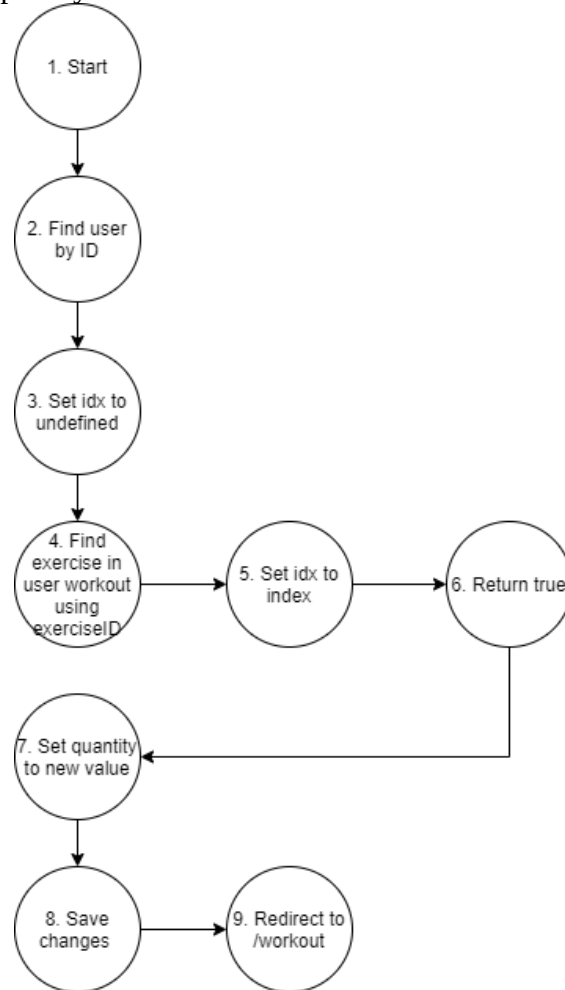 1. Start
2. Find user
by ID
3. Set idx to
undefined
4. Find
exercise in
user workout
using
exerciseID
5. Set idx to
index
6. Return true
7. Set quantity
to new value
8. Save
changes
9. Redirect to
/workout